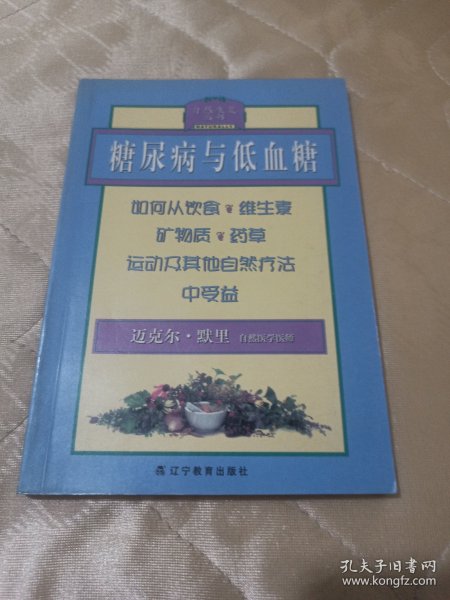 糖尿病与低血糖
如何从饮食·维生素
矿物质·药草
运动及其他自然疗法
中受益
迈克尔·默里 自然医学医师
辽宁教育出版社
孔夫子旧书网
www.kongfz.com